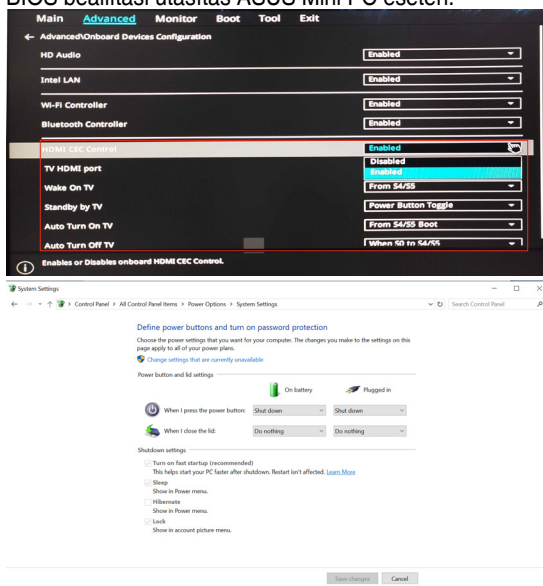 BIOS beállítási útasítás ASUS Mini PC esetén:
Main Advanced Monitor Boot Tool Exit
← Advanced\Onboard Devices Configuration
HD Audio Enabled
Intel LAN Enabled
Wi-Fi Controller Enabled
Bluetooth Controller Enabled
HDMI CEC Control Enabled
Disabled
TV HDMI port Enabled
Wake On TV From S4/S5
Standby by TV Power Button Toggle
Auto Turn On TV From S4/S5 Boot
Auto Turn Off TV When S0 to S4/S5
Enables or Disables onboard HDMI CEC Control.
System Settings
Control Panel > All Control Panel Items > Power Options > System Settings Search Control Panel
Define power buttons and turn on password protection
Choose the power settings that you want for your computer. The changes you make to the settings on this
page apply to all of your power plans.
Change settings that are currently unavailable
Power button and lid settings
On battery Plugged in
When I press the power button: Shut down Shut down
When I close the lid: Do nothing Do nothing
Shutdown settings
Turn on fast startup (recommended)
This helps start your PC faster after shutdown. Restart isn't affected. Learn More
Sleep
Show in Power menu.
Hibernate
Show in Power menu.
Lock
Show in account picture menu.
Save changes Cancel